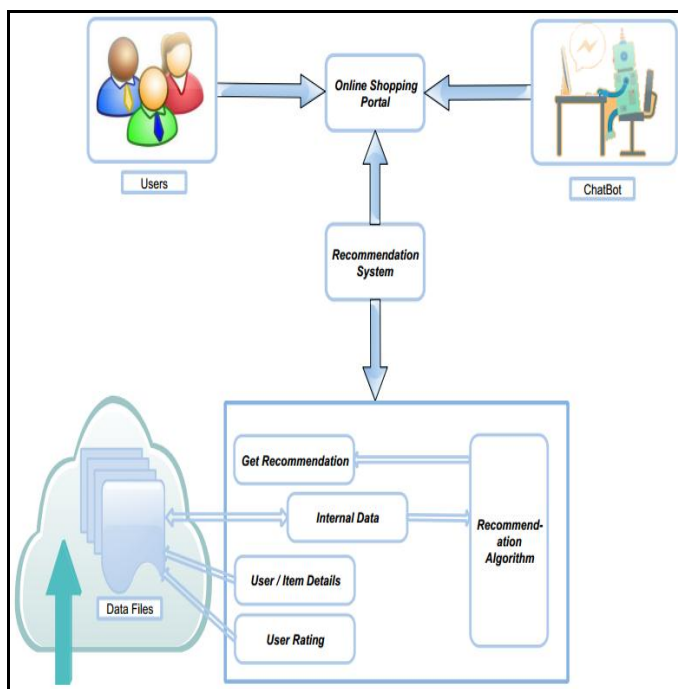 Online Shopping
Portal
Users
ChatBot
Recommendation
System
Get Recommendation
Internal Data
Recommend-
ation
Algorithm
User / Item Details
Data Files
User Rating